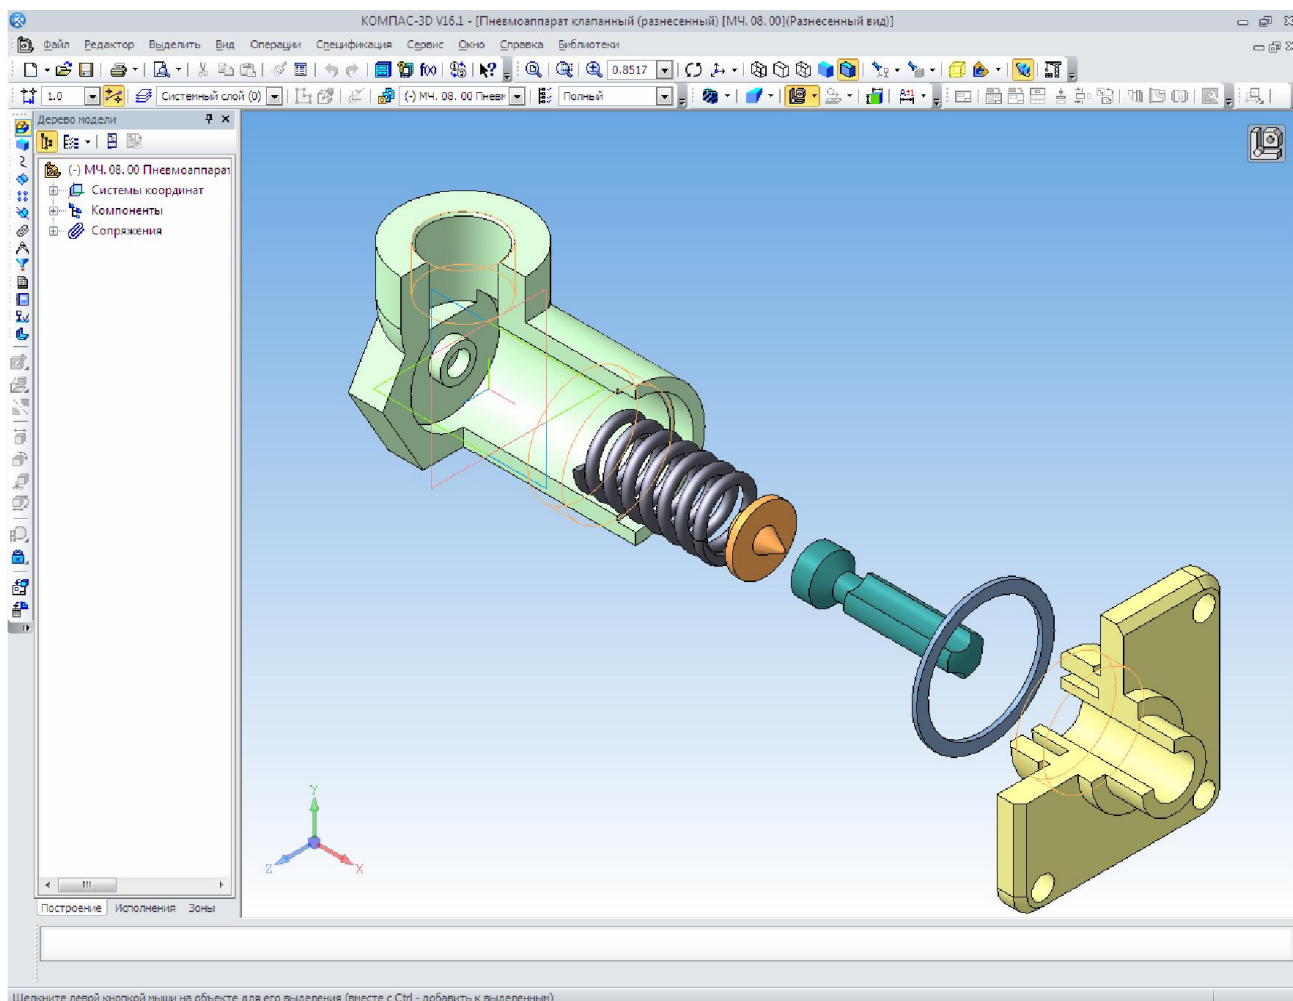 КОМПАС-3D V16.1 - [Пневмоаппарат клапанный (разнесенный) [МЧ. 08. 00](Разнесенный вид)]
Файл Редактор Выделить Вид Операции Спецификация Сервис Окно Справка Библиотеки
f(x) 0.8517
1.0 Системный слой (0) (-) МЧ. 08. 00 Пневм Полный
Дерево модели
(-) МЧ. 08. 00 Пневмоаппарат
Системы координат
Компоненты
Сопряжения
Y
Z
X
Построение Исполнения Зоны
Щелкните левой кнопкой мыши на объекте для его выделения (вместе с Ctrl - добавить к выделенным)